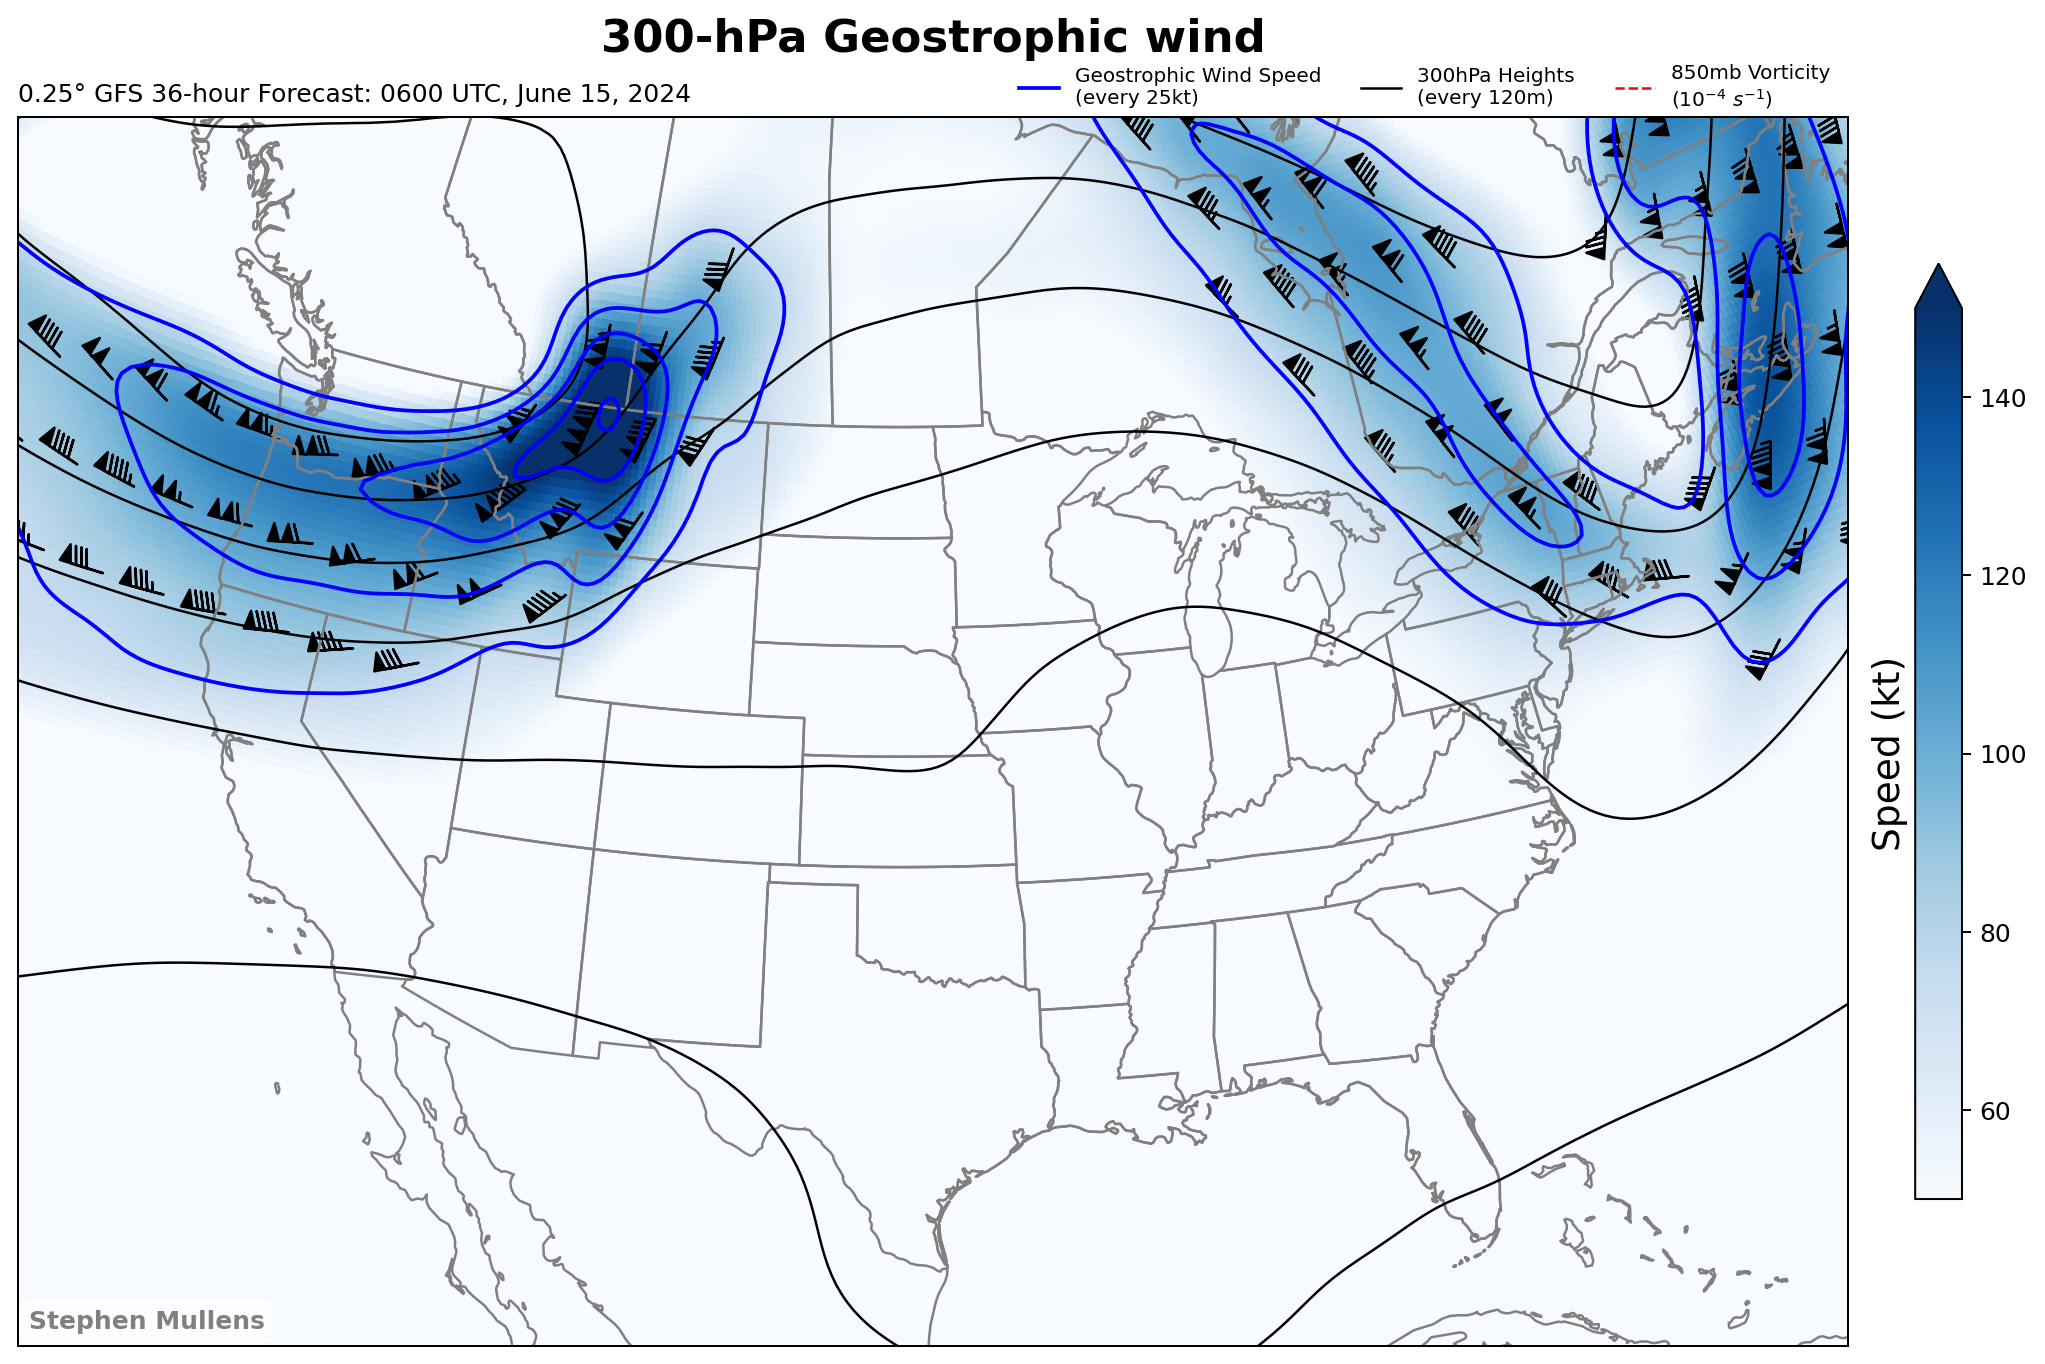 300-hPa Geostrophic wind
0.25° GFS 36-hour Forecast: 0600 UTC, June 15, 2024
Geostrophic Wind Speed
(every 25kt)
300hPa Heights
(every 120m)
850mb Vorticity
(10⁻⁴ s⁻¹)
140
120
100
80
60
Speed (kt)
Stephen Mullens